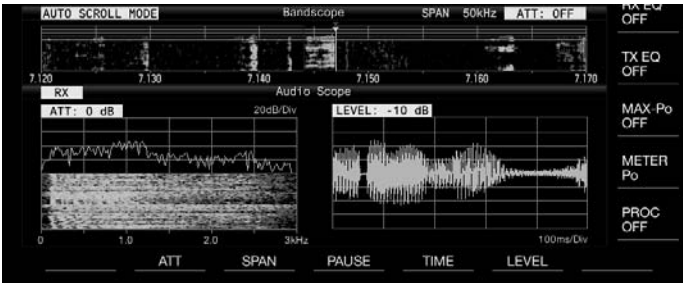 AUTO SCROLL MODE Bandscope SPAN 50kHz ATT: OFF
7.120 7.130 7.140 7.150 7.160 7.170
RX Audio Scope
ATT: 0 dB 20dB/Div LEVEL: -10 dB
0 1.0 2.0 3kHz 100ms/Div
ATT SPAN PAUSE TIME LEVEL
RX EQ
OFF
TX EQ
OFF
MAX-Po
OFF
METER
Po
PROC
OFF